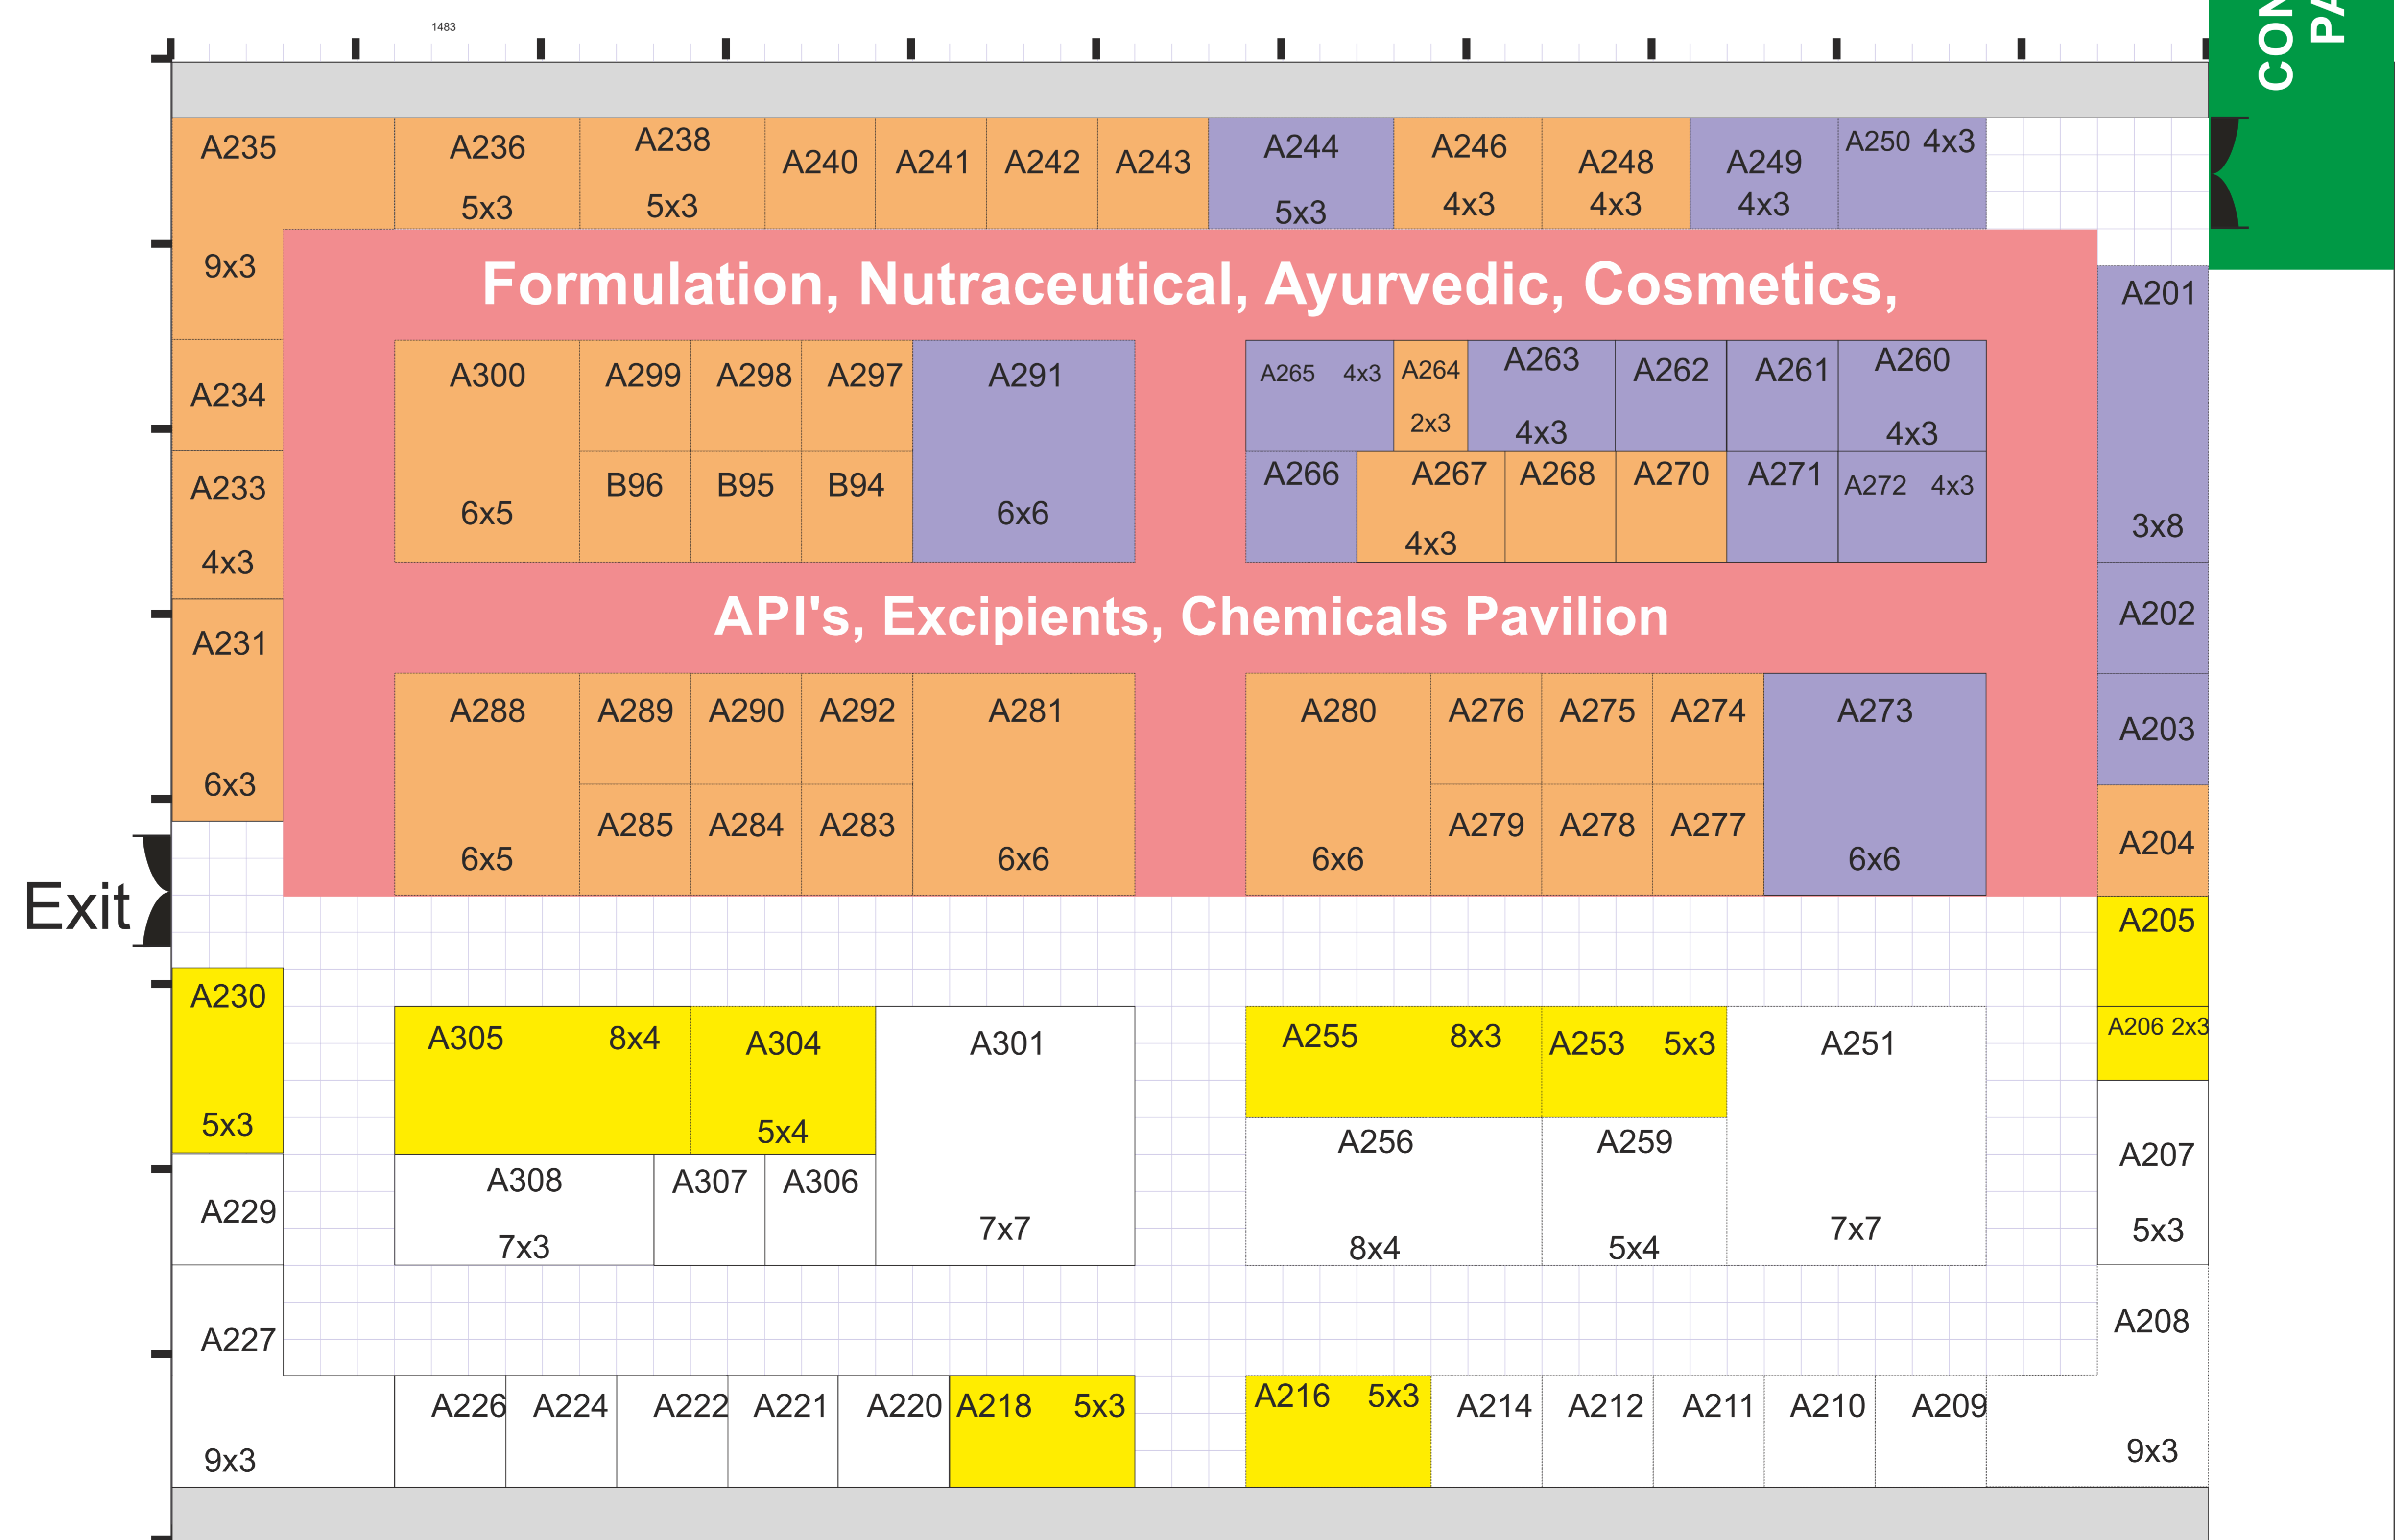 1483
CON
PA
A235
9x3
A236
5x3
A238
5x3
A240
A241
A242
A243
A244
5x3
A246
4x3
A248
4x3
A249
4x3
A250 4x3
Formulation, Nutraceutical, Ayurvedic, Cosmetics,
A201
3x8
A234
A300
6x5
A299
A298
A297
A291
6x6
A265 4x3
A264
2x3
A263
4x3
A262
A261
A260
4x3
A233
4x3
B96
B95
B94
A266
A267
4x3
A268
A270
A271
A272 4x3
API's, Excipients, Chemicals Pavilion
A202
A231
6x3
A288
6x5
A289
A290
A292
A281
6x6
A280
6x6
A276
A275
A274
A273
6x6
A203
A285
A284
A283
A279
A278
A277
A204
Exit
A205
A230
5x3
A305 8x4
A304
5x4
A301
7x7
A255 8x3
A253 5x3
A251
7x7
A206 2x3
A256
8x4
A259
5x4
A207
5x3
A229
A308
7x3
A307
A306
A227
9x3
A208
9x3
A226
A224
A222
A221
A220
A218 5x3
A216 5x3
A214
A212
A211
A210
A209